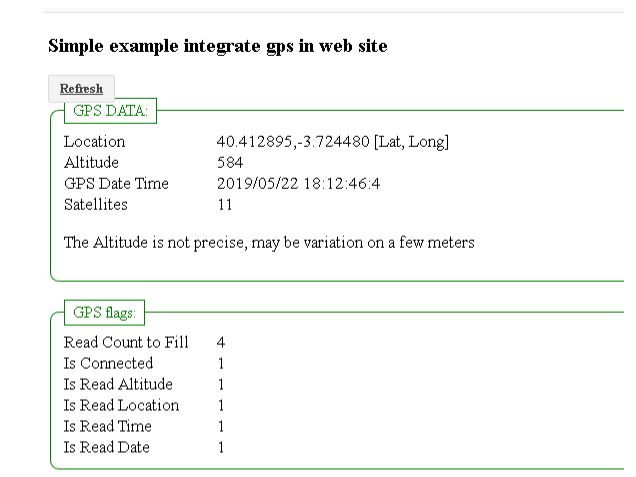 Simple example integrate gps in web site
Refresh
GPS DATA:
Location 40.412895,-3.724480 [Lat, Long]
Altitude 584
GPS Date Time 2019/05/22 18:12:46:4
Satellites 11
The Altitude is not precise, may be variation on a few meters
GPS flags:
Read Count to Fill 4
Is Connected 1
Is Read Altitude 1
Is Read Location 1
Is Read Time 1
Is Read Date 1